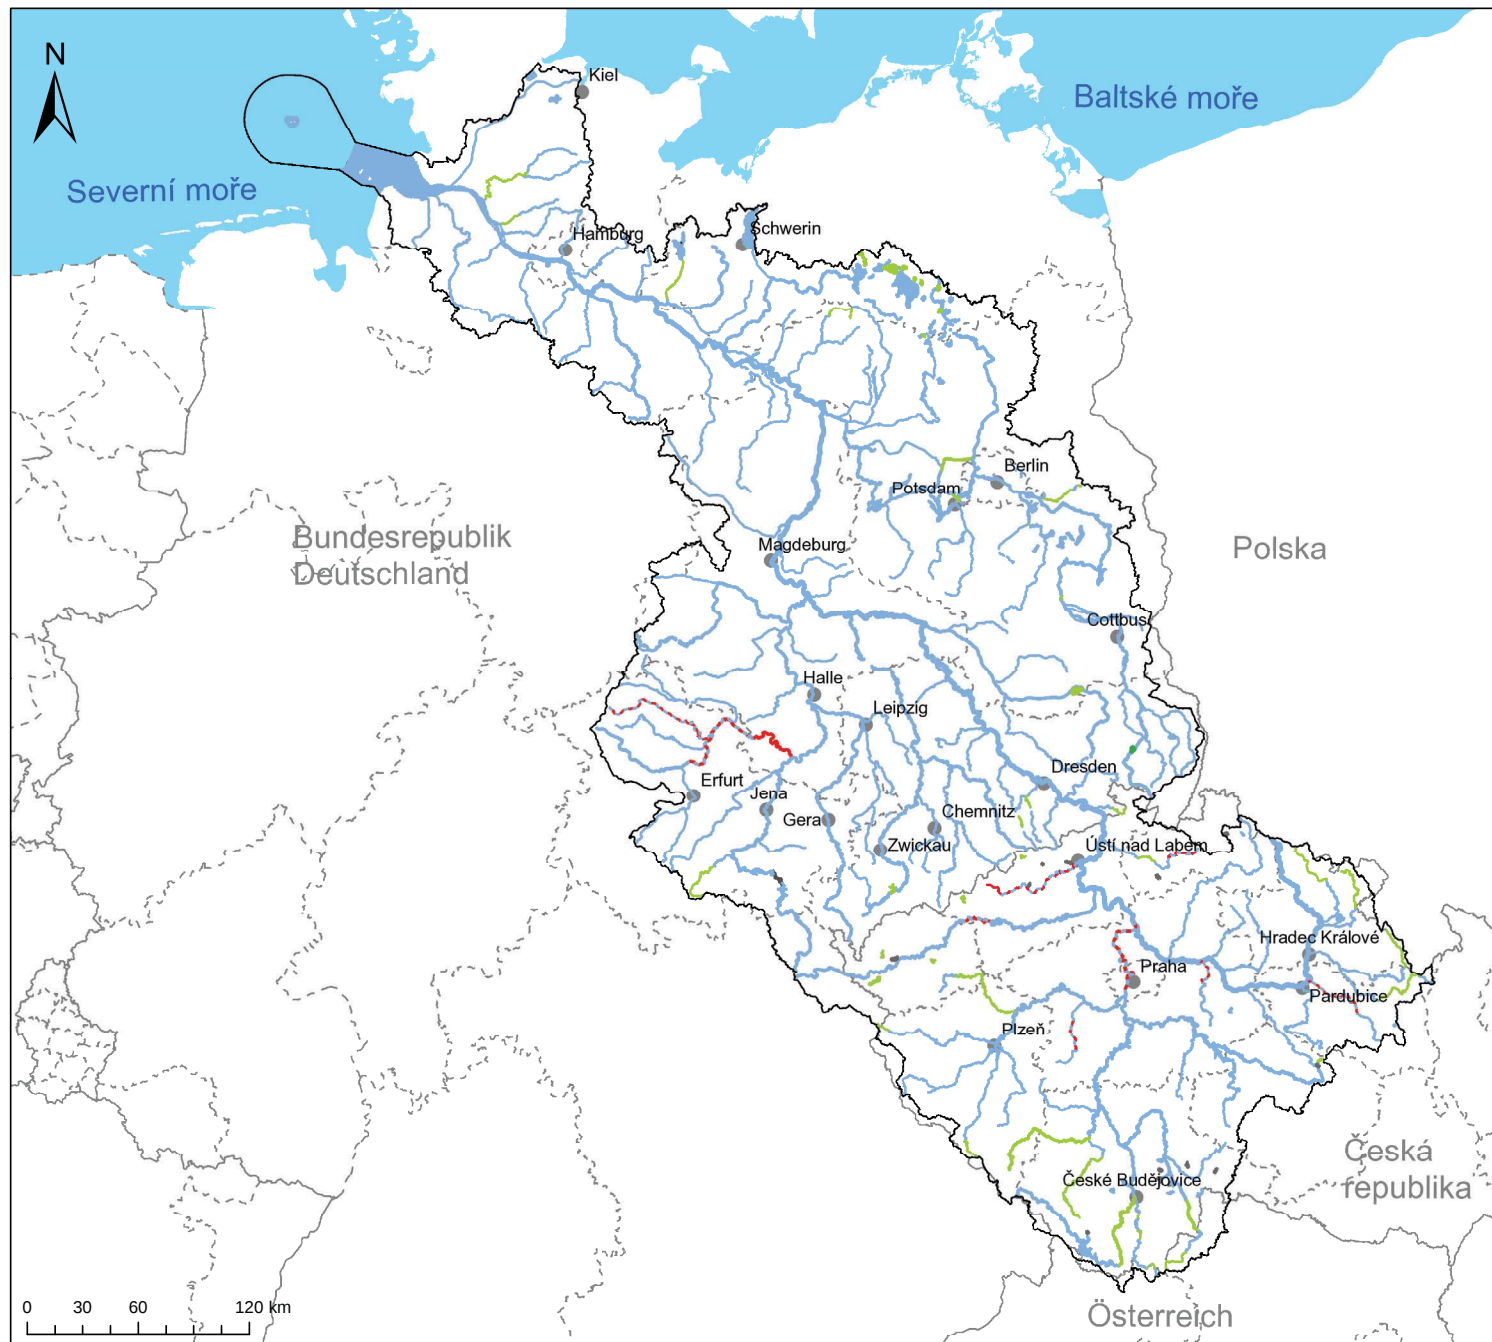 N
Kiel
Baltské moře
Severní moře
Schwerin
Hamburg
Berlin
Potsdam
Bundesrepublik
Deutschland
Magdeburg
Polska
Cottbus
Halle
Leipzig
Dresden
Erfurt
Jena
Gera
Chemnitz
Zwickau
Ústí nad Labem
Hradec Králové
Praha
Pardubice
Plzeň
Česká
republika
České Budějovice
Österreich
0 30 60 120 km